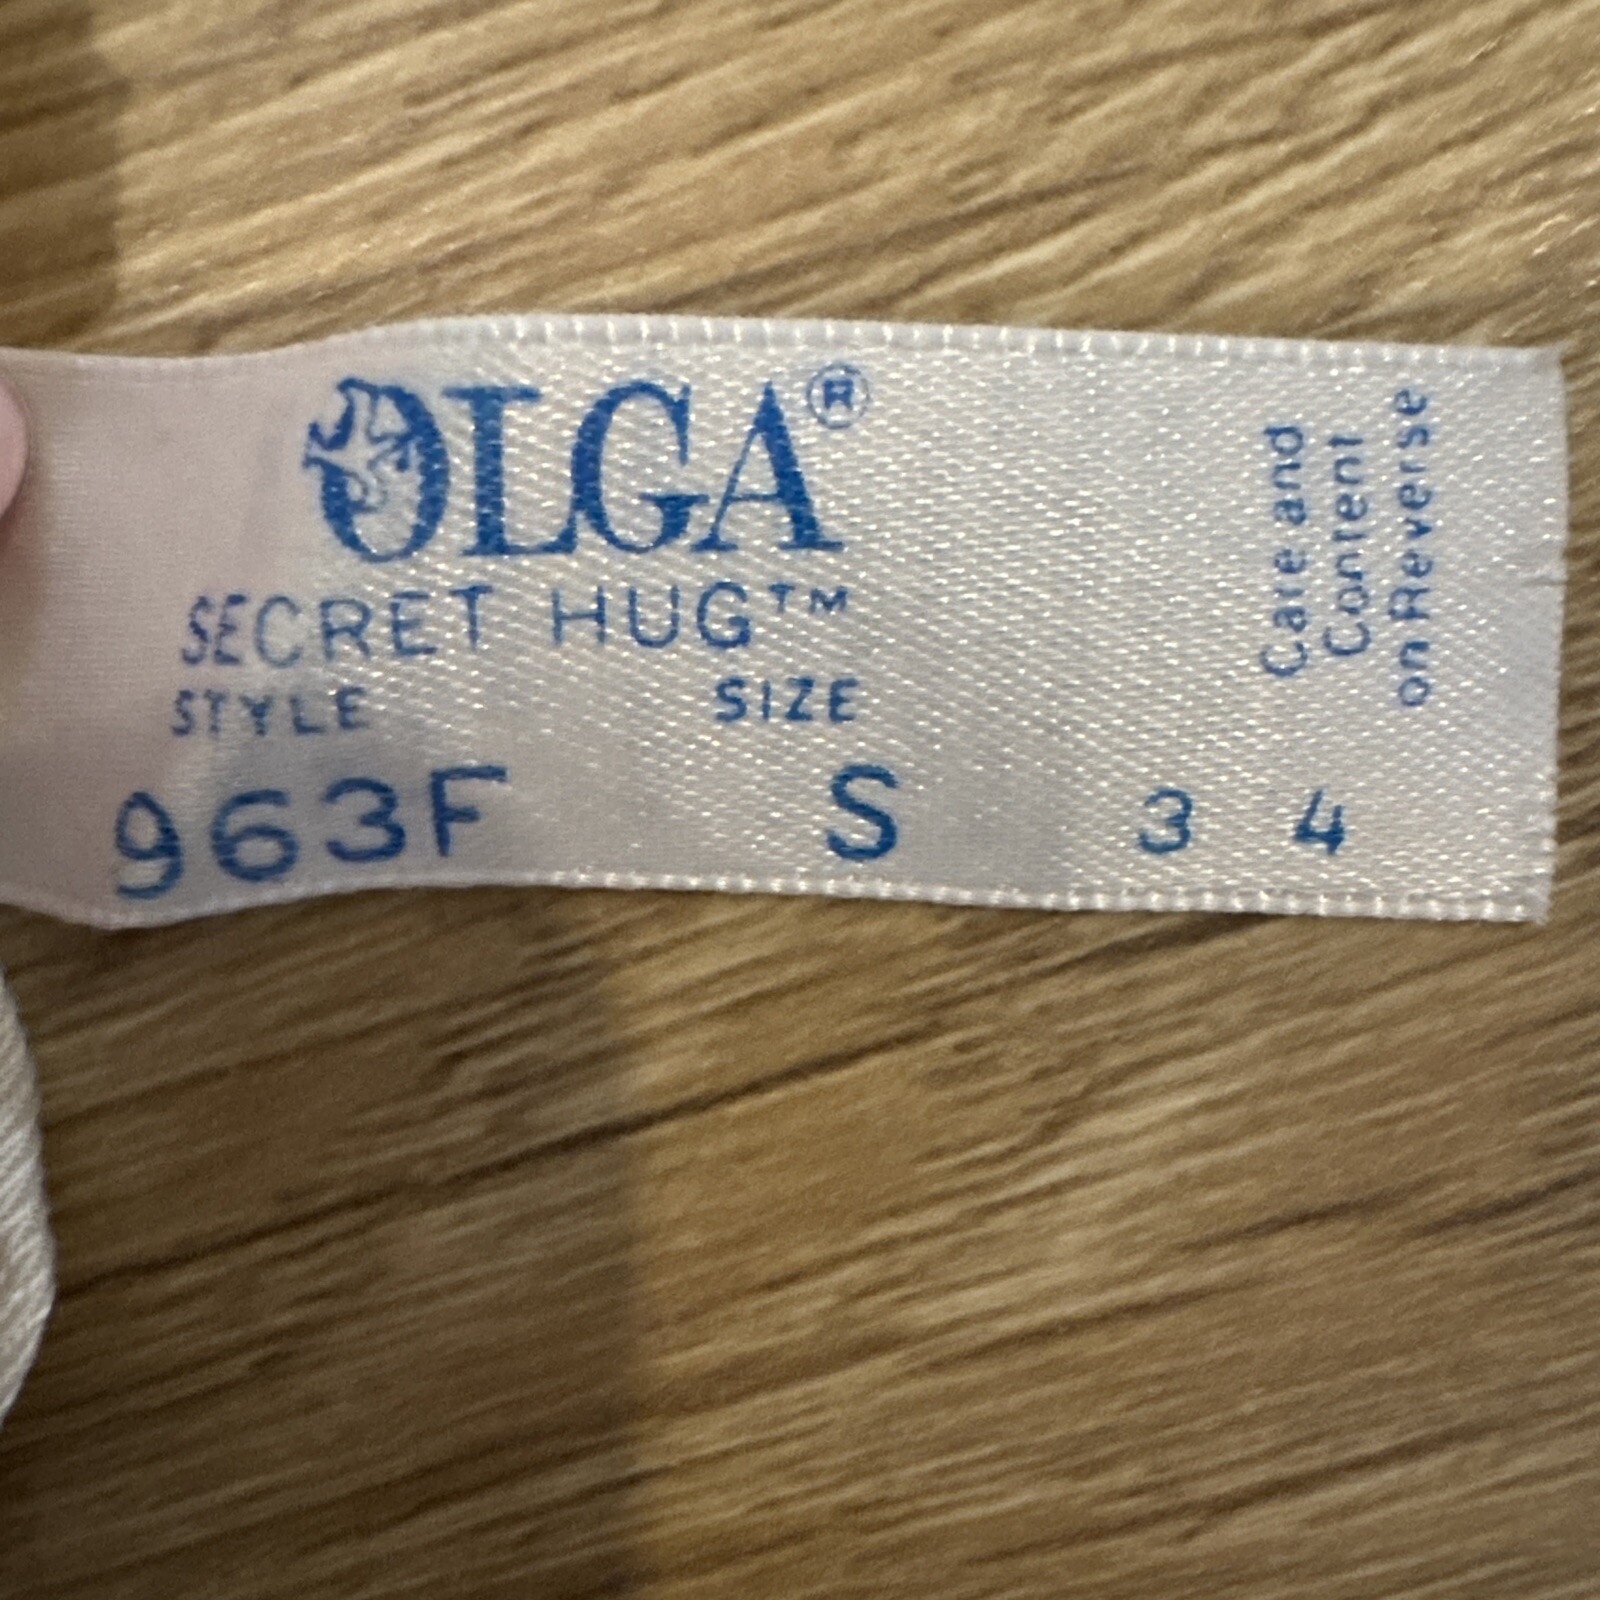 OLGA®
SECRET HUG™
STYLE SIZE
963F S 3 4
Care and
Content
on Reverse